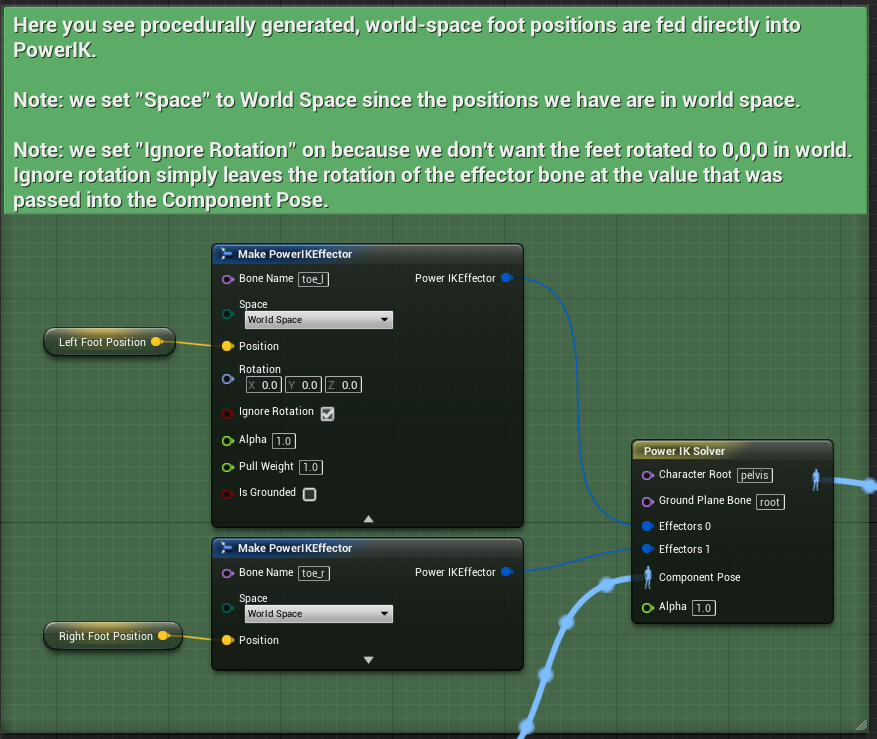 Here you see procedurally generated, world-space foot positions are fed directly into
PowerIK.
Note: we set "Space" to World Space since the positions we have are in world space.
Note: we set "Ignore Rotation" on because we don't want the feet rotated to 0,0,0 in world.
Ignore rotation simply leaves the rotation of the effector bone at the value that was
passed into the Component Pose.
Make PowerIKEffector
Bone Name toe_l Power IKEffector
Space
World Space
Left Foot Position
Position
Rotation
X 0.0 Y 0.0 Z 0.0
Ignore Rotation
Alpha 1.0
Pull Weight 1.0
Is Grounded
Make PowerIKEffector
Bone Name toe_r Power IKEffector
Space
World Space
Right Foot Position
Position
Power IK Solver
Character Root pelvis
Ground Plane Bone root
Effectors 0
Effectors 1
Component Pose
Alpha 1.0